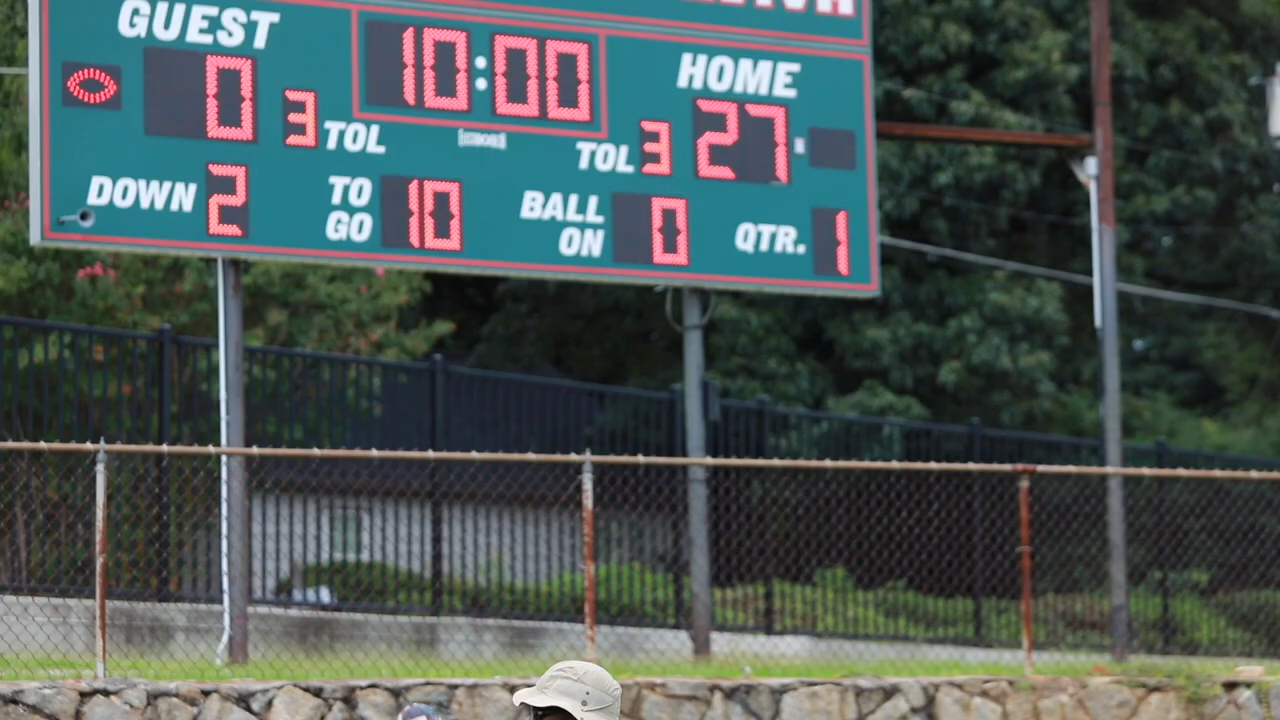 GUEST 10:00 HOME
0 3 TOL TOL 3 27
DOWN 2 TO GO 10 BALL ON 0 QTR. 1